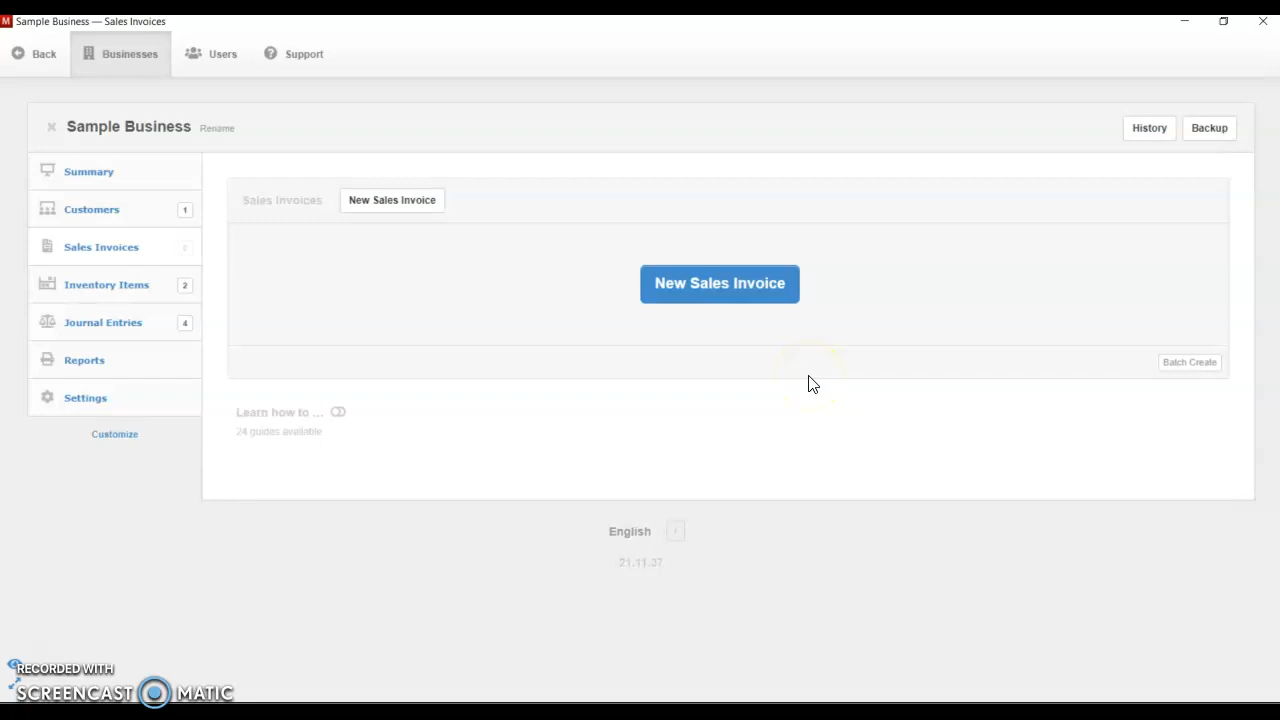 M Sample Business — Sales Invoices
Back
Businesses
Users
Support
Sample Business Rename
History
Backup
Summary
Customers 1
Sales Invoices
Inventory Items 2
Journal Entries 4
Reports
Settings
Customize
Sales Invoices
New Sales Invoice
New Sales Invoice
Batch Create
Learn how to ...
24 guides available
English
21.11.37
RECORDED WITH
SCREENCAST MATIC